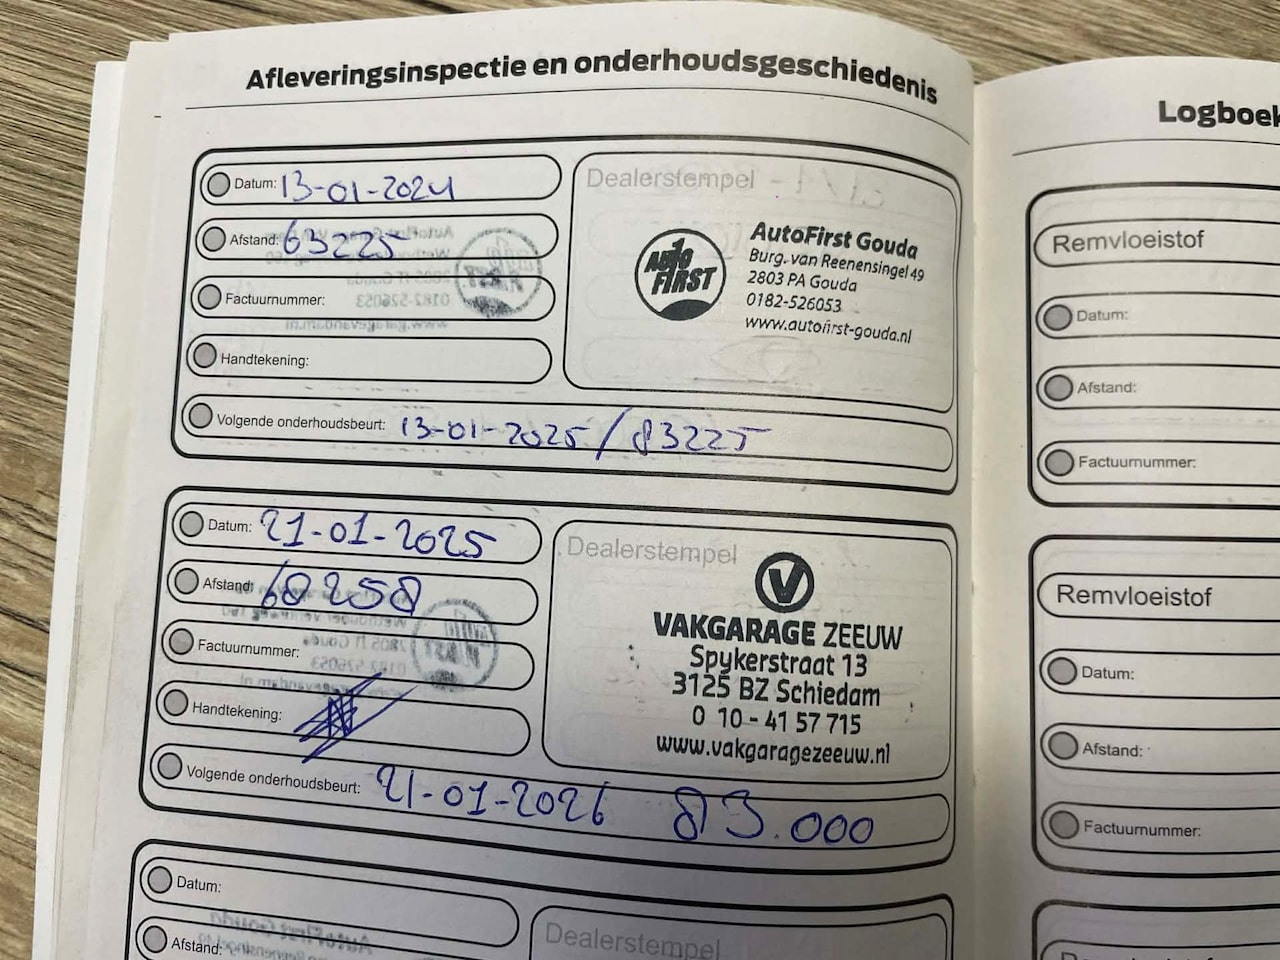 Afleveringsinspectie en onderhoudsgeschiedenis
Datum: 13-01-2024
Afstand: 63225
Factuurnummer:
Handtekening:
Volgende onderhoudsbeurt: 13-01-2025 / 83225
Dealerstempel
AUTO FIRST
1
AutoFirst Gouda
Burg. van Reenensingel 49
2803 PA Gouda
0182-526053
www.autofirst-gouda.nl
Datum: 21-01-2025
Afstand: 68258
Factuurnummer:
Handtekening:
Volgende onderhoudsbeurt: 21-01-2026 83.000
Dealerstempel
V
VAKGARAGE ZEEUW
Spykerstraat 13
3125 BZ Schiedam
0 10 - 41 57 715
www.vakgaragezeeuw.nl
Datum:
Afstand:
Dealerstempel
Logboek
Remvloeistof
Datum:
Afstand:
Factuurnummer:
Remvloeistof
Datum:
Afstand:
Factuurnummer: